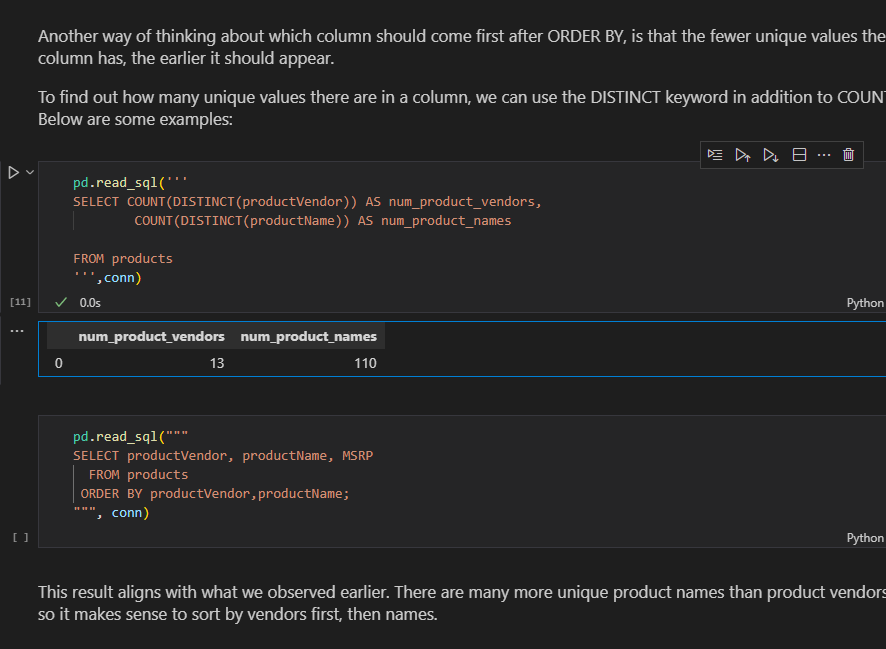 Another way of thinking about which column should come first after ORDER BY, is that the fewer unique values the
column has, the earlier it should appear.
To find out how many unique values there are in a column, we can use the DISTINCT keyword in addition to COUNT
Below are some examples:
pd.read_sql('''
SELECT COUNT(DISTINCT(productVendor)) AS num_product_vendors,
COUNT(DISTINCT(productName)) AS num_product_names
FROM products
''',conn)
[11] 0.0s Python
num_product_vendors num_product_names
0 13 110
pd.read_sql("""
SELECT productVendor, productName, MSRP
FROM products
ORDER BY productVendor,productName;
""", conn)
[ ] Python
This result aligns with what we observed earlier. There are many more unique product names than product vendors
so it makes sense to sort by vendors first, then names.